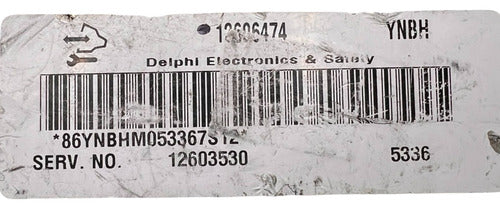 12606474 YNBH
Delphi Electronics & Safety
*86YNBHM053367S12*
SERV. NO. 12603530 5336